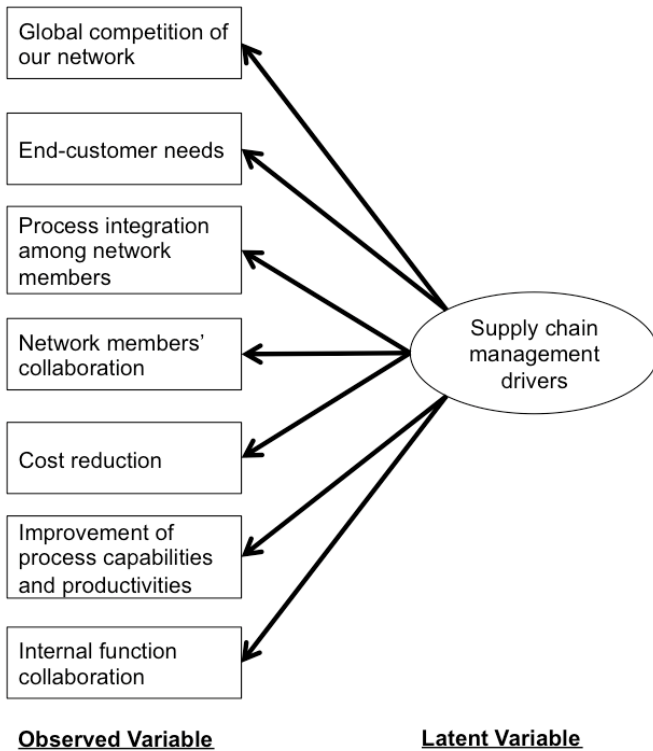 Global competition of
our network
End-customer needs
Process integration
among network
members
Network members’
collaboration
Cost reduction
Improvement of
process capabilities
and productivities
Internal function
collaboration
Supply chain
management
drivers
Observed Variable
Latent Variable